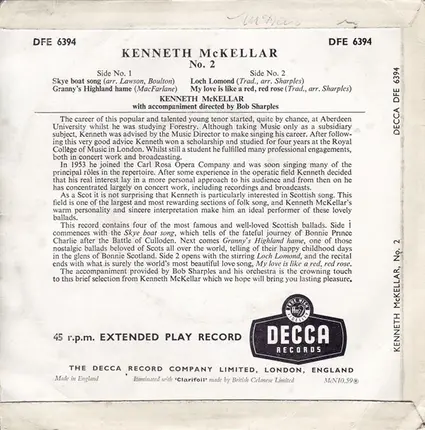 DFE 6394
DFE 6394
KENNETH McKELLAR
No. 2
Side No. 1
Side No. 2
Skye boat song (arr. Lawson, Boulton)
Loch Lomond (Trad., arr. Sharples)
Granny's Highland hame (MacFarlane)
My love is like a red, red rose (Trad., arr. Sharples)
KENNETH McKELLAR
with accompaniment directed by Bob Sharples
The career of this popular and talented young tenor started, quite by chance, at Aberdeen
University whilst he was studying Forestry. Although taking Music only as a subsidiary
subject, Kenneth was advised by the Music Director to make singing his career. After follow-
ing this very good advice Kenneth won a scholarship and studied for four years at the Royal
College of Music in London. Whilst still a student he fulfilled many professional engagements,
both in concert work and broadcasting.
In 1953 he joined the Carl Rosa Opera Company and was soon singing many of the
principal rôles in the repertoire. After some experience in the operatic field Kenneth decided
that his real interest lay in a more personal approach to his audience and from then on he
has concentrated largely on concert work, including recordings and broadcasts.
As a Scot it is not surprising that Kenneth is particularly interested in Scottish song. This
field is one of the largest and most rewarding sections of folk song, and Kenneth McKellar's
warm personality and sincere interpretation make him an ideal performer of these lovely
ballads.
This record contains four of the most famous and well-loved Scottish ballads. Side 1
commences with the Skye boat song, which tells of the fateful journey of Bonnie Prince
Charlie after the Battle of Culloden. Next comes Granny's Highland hame, one of those
nostalgic ballads beloved of Scots all over the world, telling of their happy childhood days
in the glens of Bonnie Scotland. Side 2 opens with the stirring Loch Lomond, and the recital
ends with what is surely the world's most beautiful love song, My love is like a red, red rose.
The accompaniment provided by Bob Sharples and his orchestra is the crowning touch
to this brief selection from Kenneth McKellar which we hope will bring you lasting pleasure.
45 r.p.m. EXTENDED PLAY RECORD
DECCA
RECORDS
THE DECCA RECORD COMPANY LIMITED, LONDON, ENGLAND
Made in England
laminated with 'Clarifoil' made by British Celanese Limited
McN10.59®
DECCA DFE 6394
KENNETH McKELLAR, No. 2